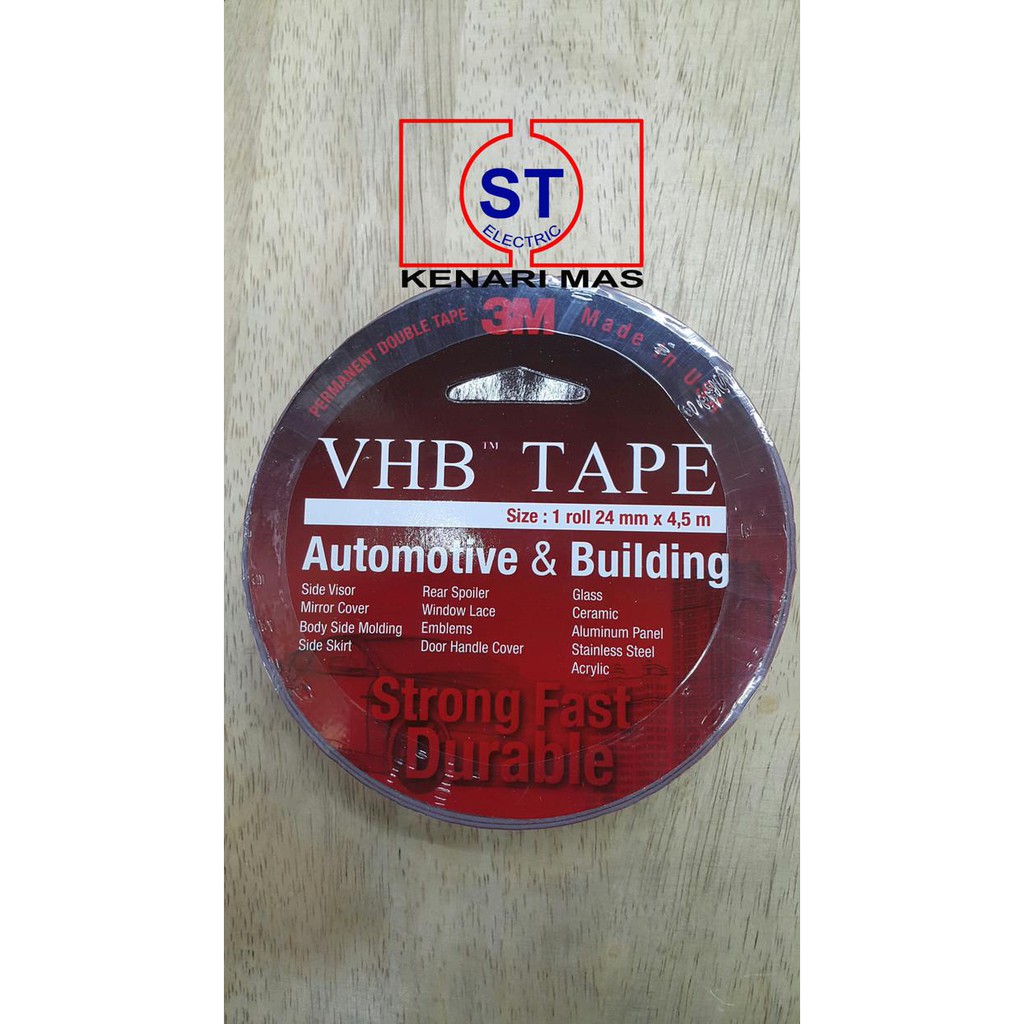 ST
ELECTRIC
KENARI MAS
PERMANENT DOUBLE TAPE 3M Made in
VHB™ TAPE
Size : 1 roll 24 mm x 4,5 m
Automotive & Building
Side Visor Rear Spoiler Glass
Mirror Cover Window Lace Ceramic
Body Side Molding Emblems Aluminum Panel
Side Skirt Door Handle Cover Stainless Steel
Acrylic
Strong Fast
Durable